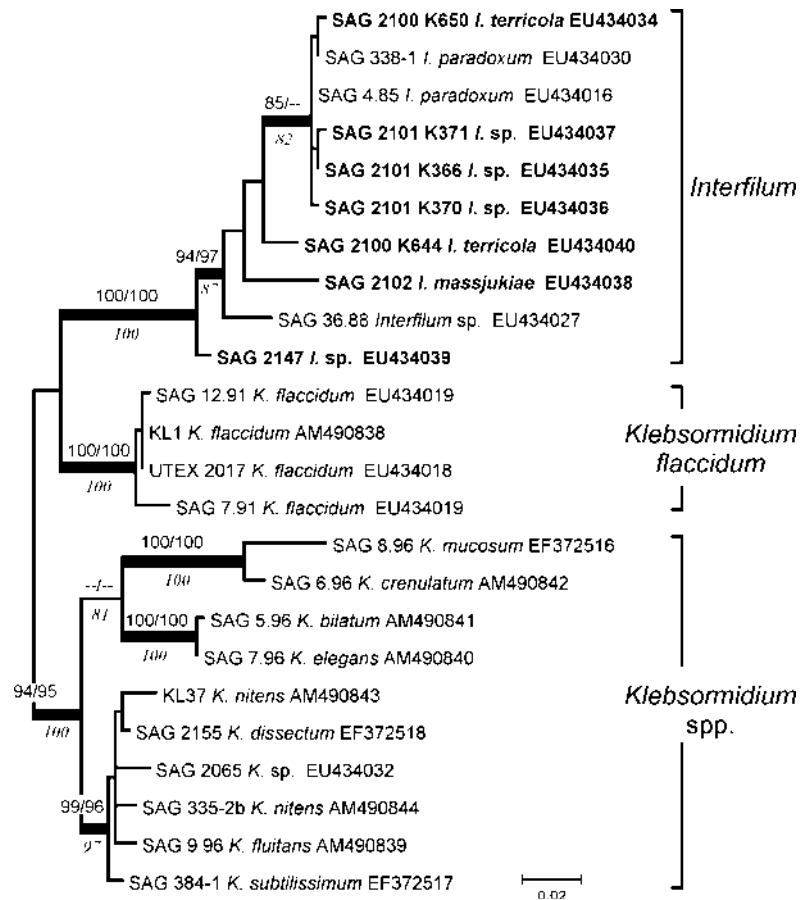 SAG 2100 K650 I. terricola EU434034
SAG 338-1 I. paradoxum EU434030
SAG 4.85 I. paradoxum EU434016
85/--
82
SAG 2101 K371 I. sp. EU434037
SAG 2101 K366 I. sp. EU434035
Interfilum
SAG 2101 K370 I. sp. EU434036
SAG 2100 K644 I. terricola EU434040
94/97
87
SAG 2102 I. massjukiae EU434038
100/100
100
SAG 36.88 Interfilum sp. EU434027
SAG 2147 I. sp. EU434039
SAG 12.91 K. flaccidum EU434019
KL1 K. flaccidum AM490838
Klebsormidium
flaccidum
100/100
100
UTEX 2017 K. flaccidum EU434018
SAG 7.91 K. flaccidum EU434019
100/100
100
SAG 8.96 K. mucosum EF372516
SAG 6.96 K. crenulatum AM490842
--/--
81
100/100
100
SAG 5.96 K. bilatum AM490841
SAG 7.96 K. elegans AM490840
94/95
100
KL37 K. nitens AM490843
Klebsormidium
spp.
SAG 2155 K. dissectum EF372518
SAG 2065 K. sp. EU434032
99/96
97
SAG 335-2b K. nitens AM490844
SAG 9 96 K. fluitans AM490839
SAG 384-1 K. subtilissimum EF372517
0.02